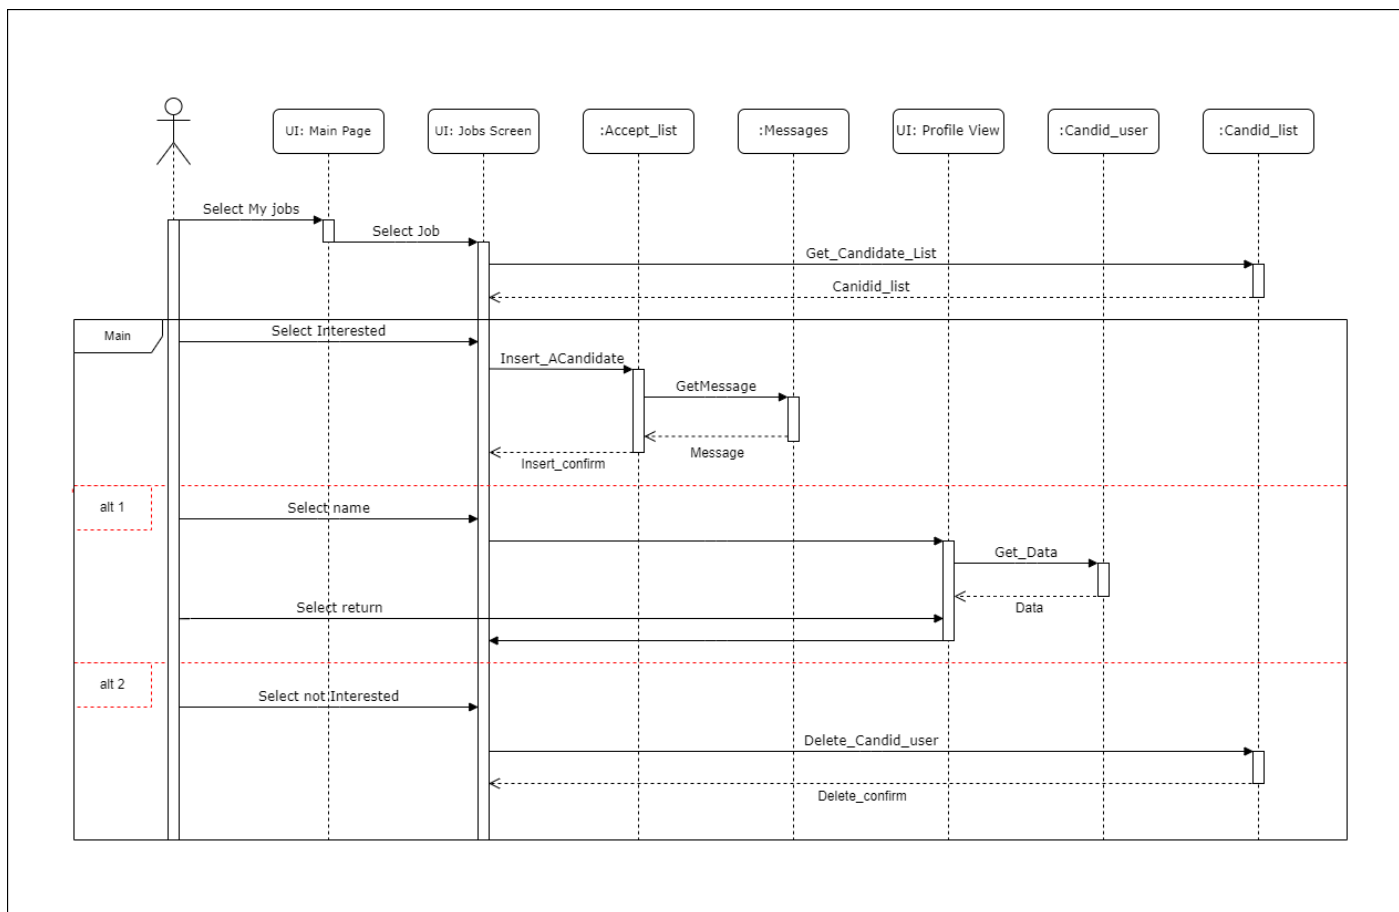 UI: Main Page
UI: Jobs Screen
:Accept_list
:Messages
UI: Profile View
:Candid_user
:Candid_list
Select My jobs
Select Job
Get_Candidate_List
Canidid_list
Main
Select Interested
Insert_ACandidate
GetMessage
Message
Insert_confirm
alt 1
Select name
Get_Data
Data
Select return
alt 2
Select not Interested
Delete_Candid_user
Delete_confirm